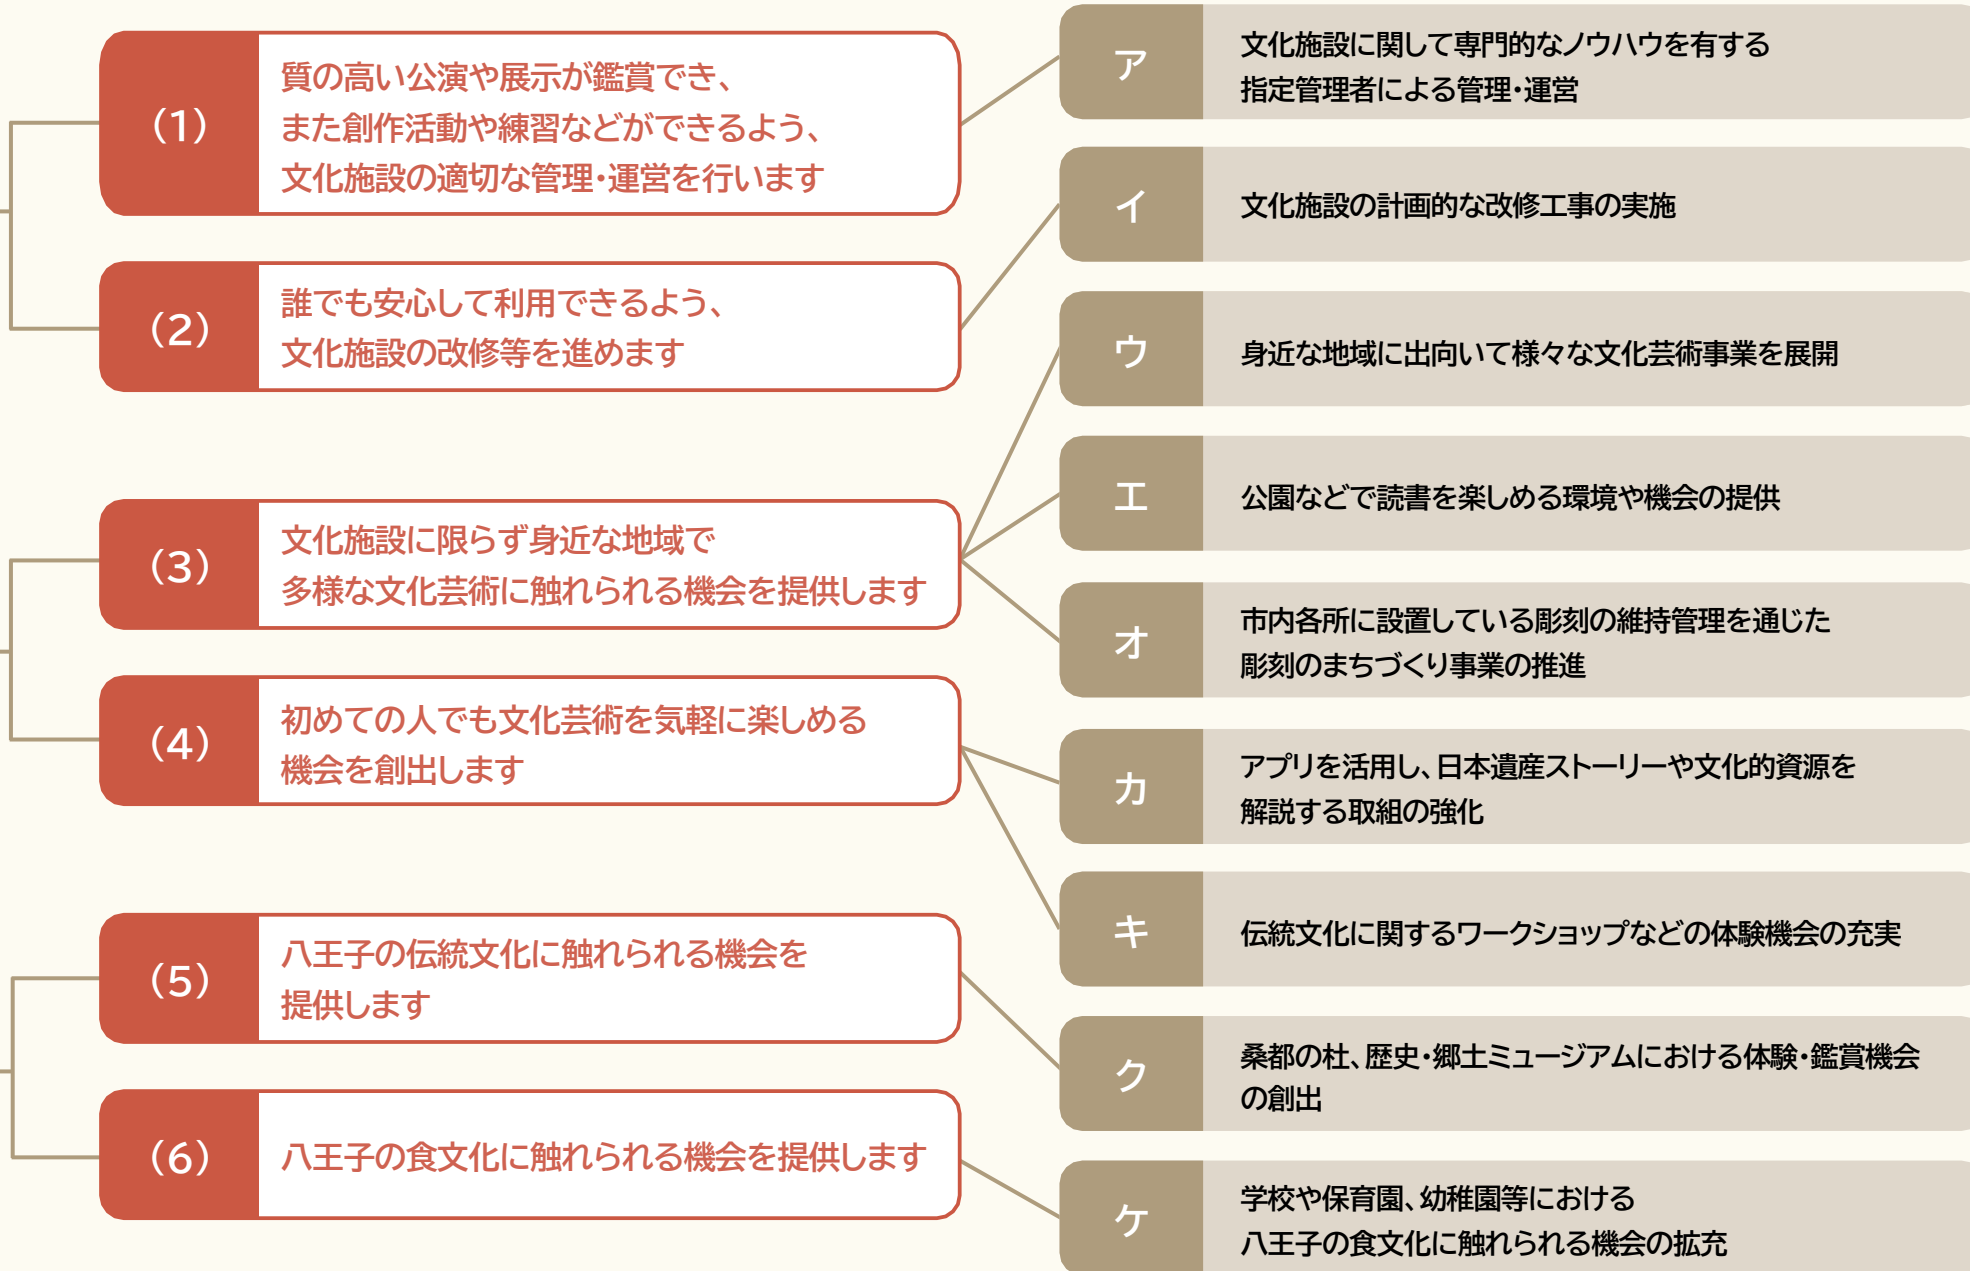 (1)
質の高い公演や展示が鑑賞でき、
また創作活動や練習などができるよう、
文化施設の適切な管理・運営を行います
(2)
誰でも安心して利用できるよう、
文化施設の改修等を進めます
(3)
文化施設に限らず身近な地域で
多様な文化芸術に触れられる機会を提供します
(4)
初めての人でも文化芸術を気軽に楽しめる
機会を創出します
(5)
八王子の伝統文化に触れられる機会を
提供します
(6)
八王子の食文化に触れられる機会を提供します
ア
文化施設に関して専門的なノウハウを有する
指定管理者による管理・運営
イ
文化施設の計画的な改修工事の実施
ウ
身近な地域に出向いて様々な文化芸術事業を展開
エ
公園などで読書を楽しめる環境や機会の提供
オ
市内各所に設置している彫刻の維持管理を通じた
彫刻のまちづくり事業の推進
カ
アプリを活用し、日本遺産ストーリーや文化的資源を
解説する取組の強化
キ
伝統文化に関するワークショップなどの体験機会の充実
ク
桑都の杜、歴史・郷土ミュージアムにおける体験・鑑賞機会
の創出
ケ
学校や保育園、幼稚園等における
八王子の食文化に触れられる機会の拡充